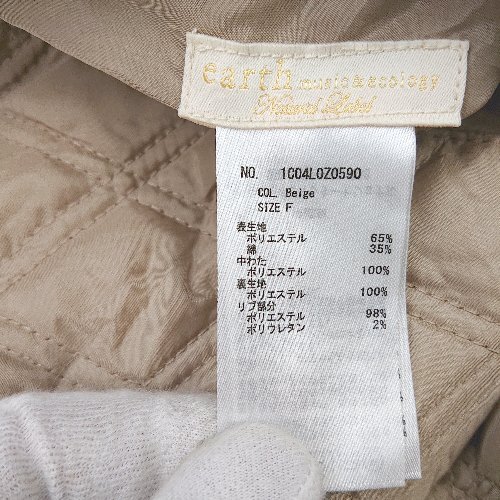 earth music&ecology
Natural Label
NO. 1C04L0Z0590
COL. Beige
SIZE F
表生地
ポリエステル 65%
綿 35%
中わた
ポリエステル 100%
裏生地
ポリエステル 100%
リブ部分
ポリエステル 98%
ポリウレタン 2%